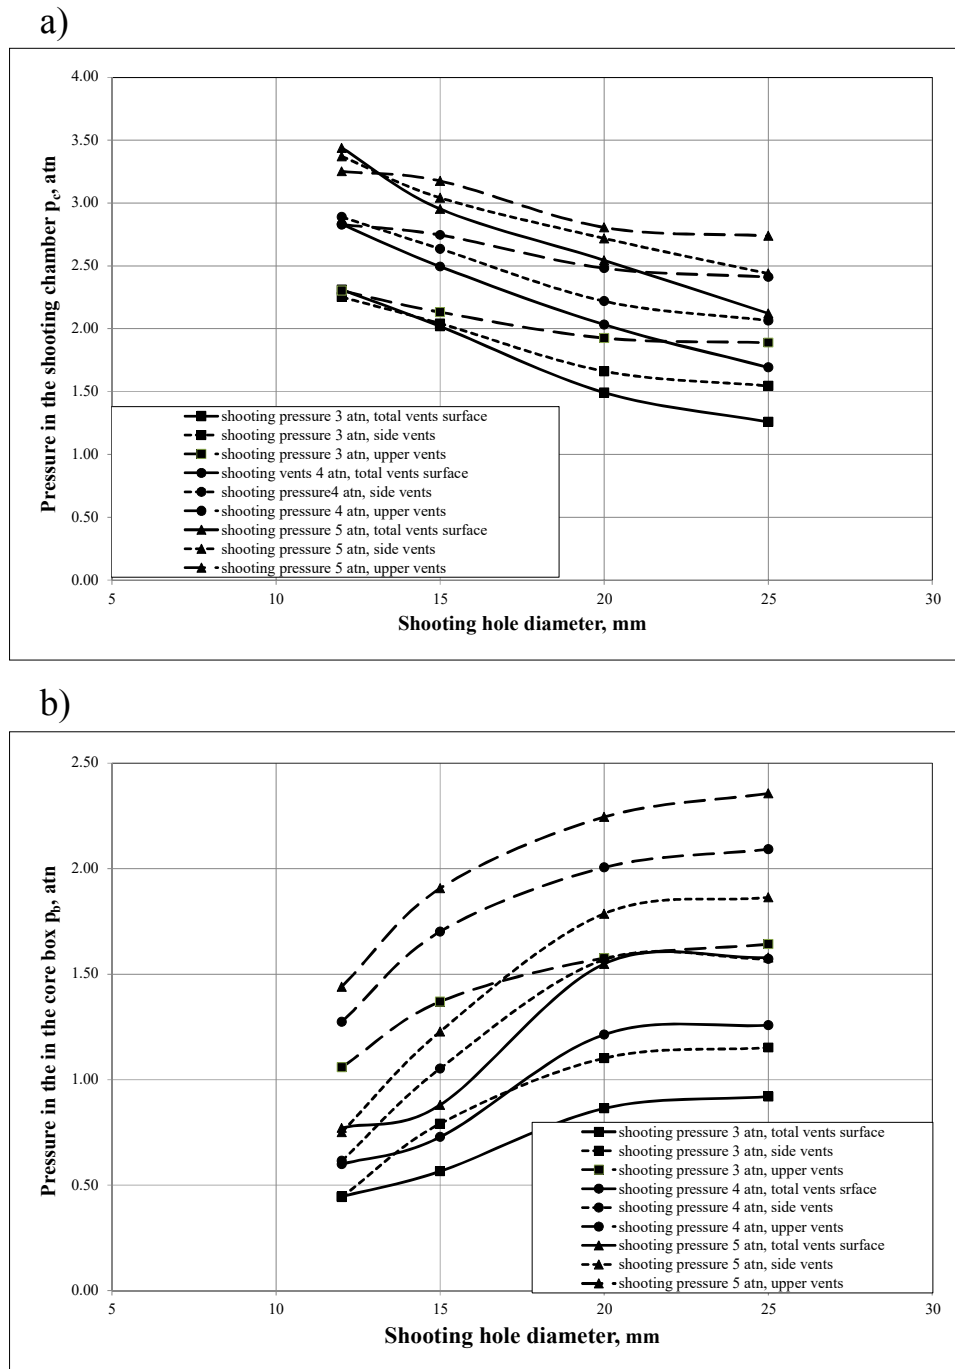 a)
4.00
3.50
3.00
2.50
2.00
1.50
1.00
0.50
0.00
Pressure in the shooting chamber pc, atn
shooting pressure 3 atn, total vents surface
shooting pressure 3 atn, side vents
shooting pressure 3 atn, upper vents
shooting vents 4 atn, total vents surface
shooting pressure4 atn, side vents
shooting pressure 4 atn, upper vents
shooting pressure 5 atn, total vents surface
shooting pressure 5 atn, side vents
shooting pressure 5 atn, upper vents
5 10 15 20 25 30
Shooting hole diameter, mm
b)
2.50
2.00
1.50
1.00
0.50
0.00
Pressure in the in the core box pb, atn
shooting pressure 3 atn, total vents surface
shooting pressure 3 atn, side vents
shooting pressure 3 atn, upper vents
shooting pressure 4 atn, total vents srface
shooting pressure 4 atn, side vents
shooting pressure 4 atn, upper vents
shooting pressure 5 atn, total vents surface
shooting pressure 5 atn, side vents
shooting pressure 5 atn, upper vents
5 10 15 20 25 30
Shooting hole diameter, mm